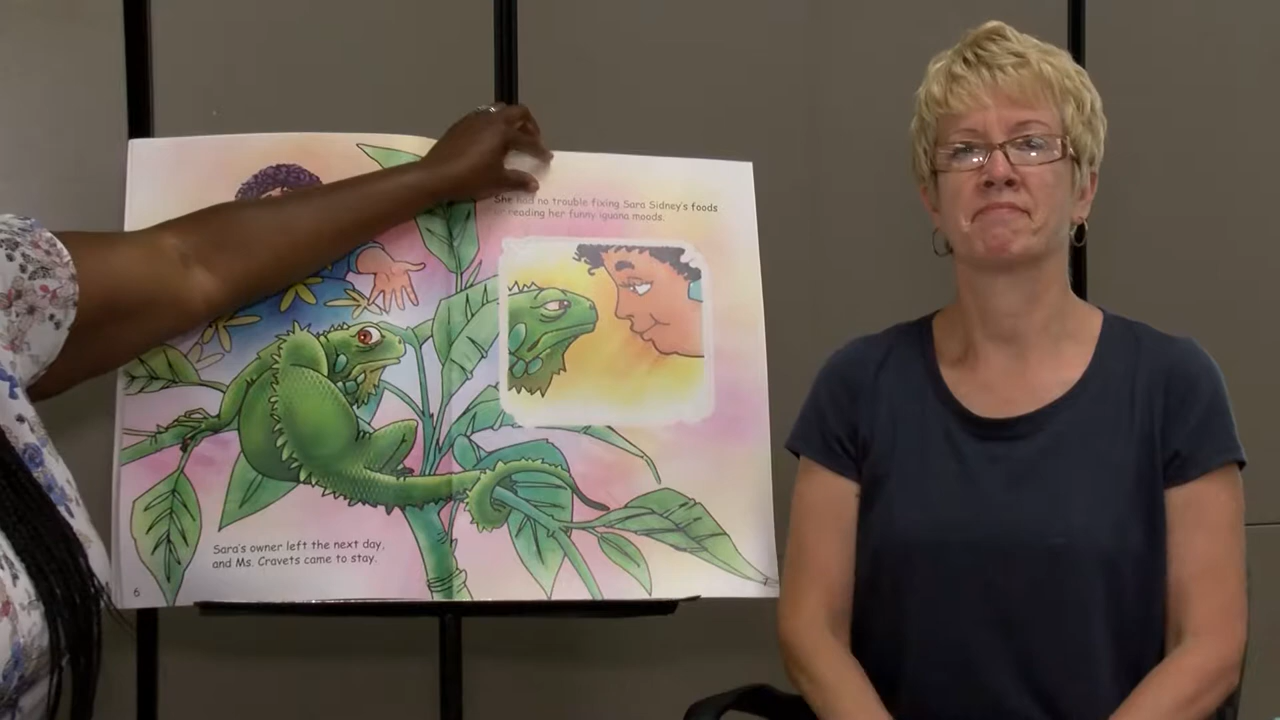 She had no trouble fixing Sara Sidney's foods
reading her funny iguana moods.
Sara's owner left the next day,
and Ms. Cravets came to stay.
6